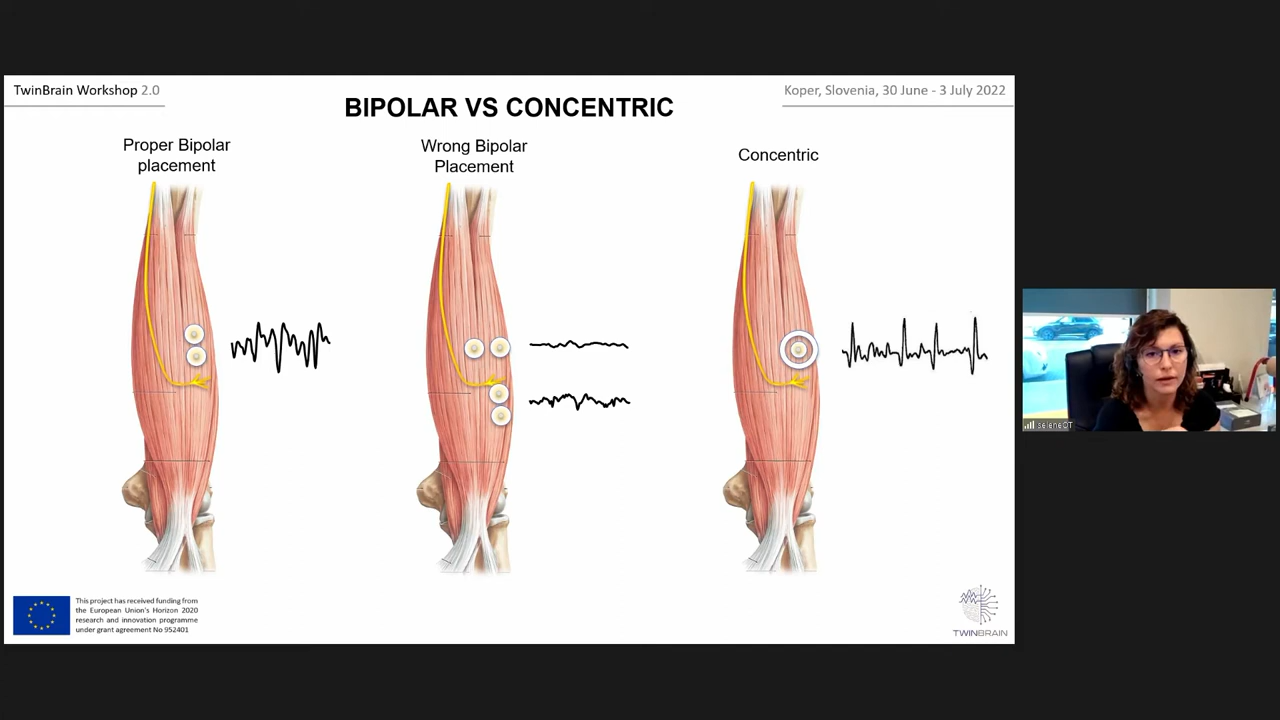 TwinBrain Workshop 2.0
Koper, Slovenia, 30 June - 3 July 2022
BIPOLAR VS CONCENTRIC
Proper Bipolar
placement
Wrong Bipolar
Placement
Concentric
seleneCT
This project has received funding from
the European Union's Horizon 2020
research and innovation programme
under grant agreement No 952401
TWINBRAIN